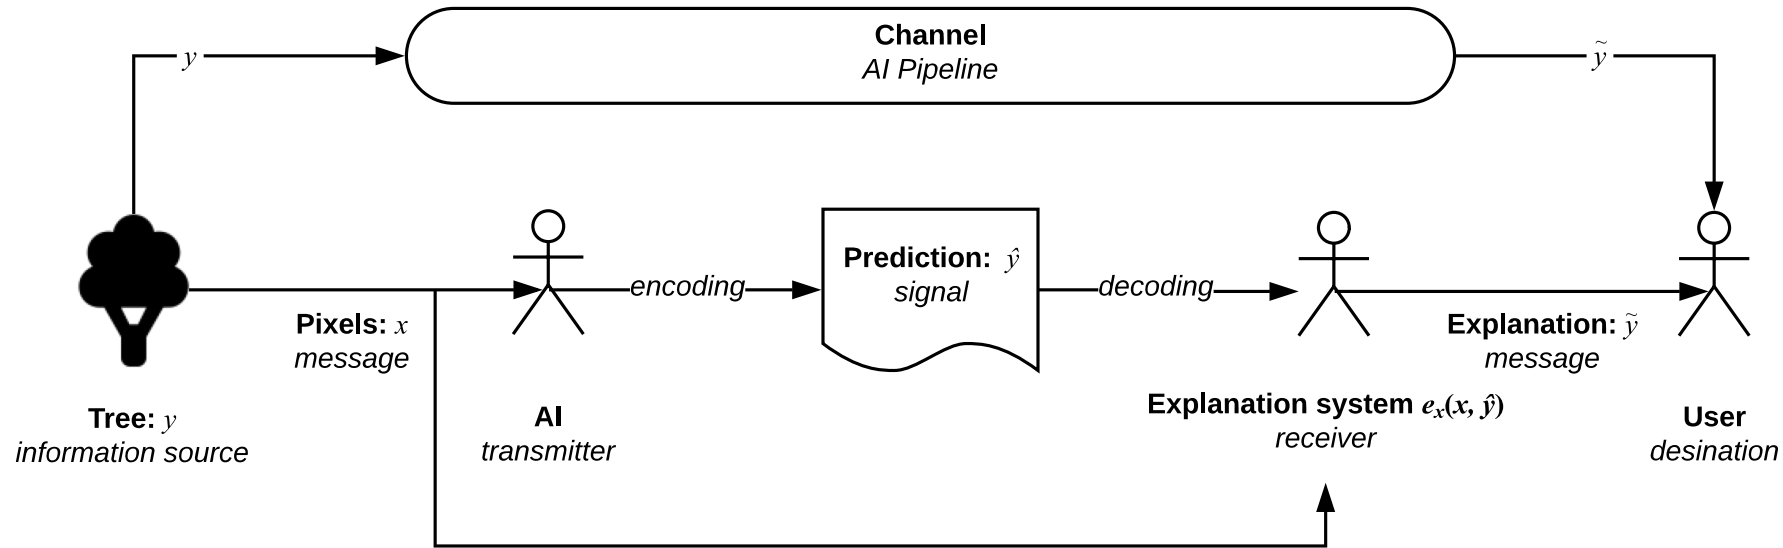 Channel
AI Pipeline
y
ỹ
encoding
Prediction: ŷ
signal
decoding
Pixels: x
message
Explanation: ỹ
message
Tree: y
information source
AI
transmitter
Explanation system eₓ(x, ŷ)
receiver
User
desination